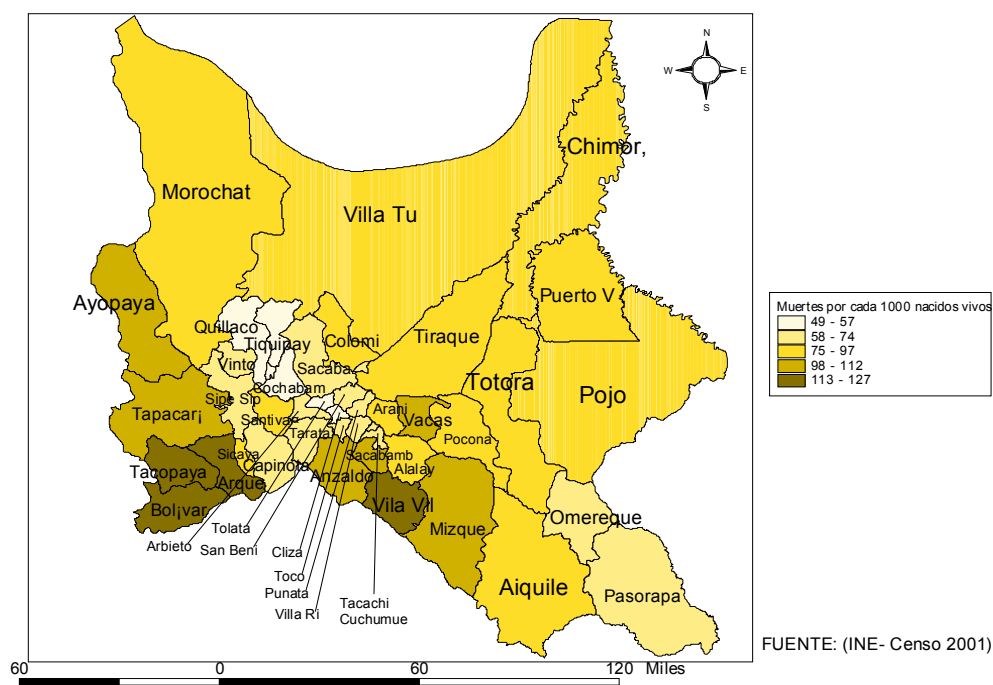 N
W E
S
Chimor,
Morochat
Villa Tu
Ayopaya
Puerto V
Quillaco
Tiquipay
Colomi
Tiraque
Vinto
Sacaba
Cochabam
Totora
Pojo
Sipe Sip
Tapacar¡
Santivar
Arani
Vacas
Tarata
Pocona
Sicaya
Capinota
Sacabamb
Alalay
Tacopaya
Arque
Anzaldo
Vila Vil
Bol¡var
Mizque
Omereque
Tolata
Arbieto
San Beni
Cliza
Toco
Punata
Villa Ri
Tacachi
Cuchumue
Aiquile
Pasorapa
Muertes por cada 1000 nacidos vivos
49 - 57
58 - 74
75 - 97
98 - 112
113 - 127
FUENTE: (INE- Censo 2001)
60 0 60 120 Miles